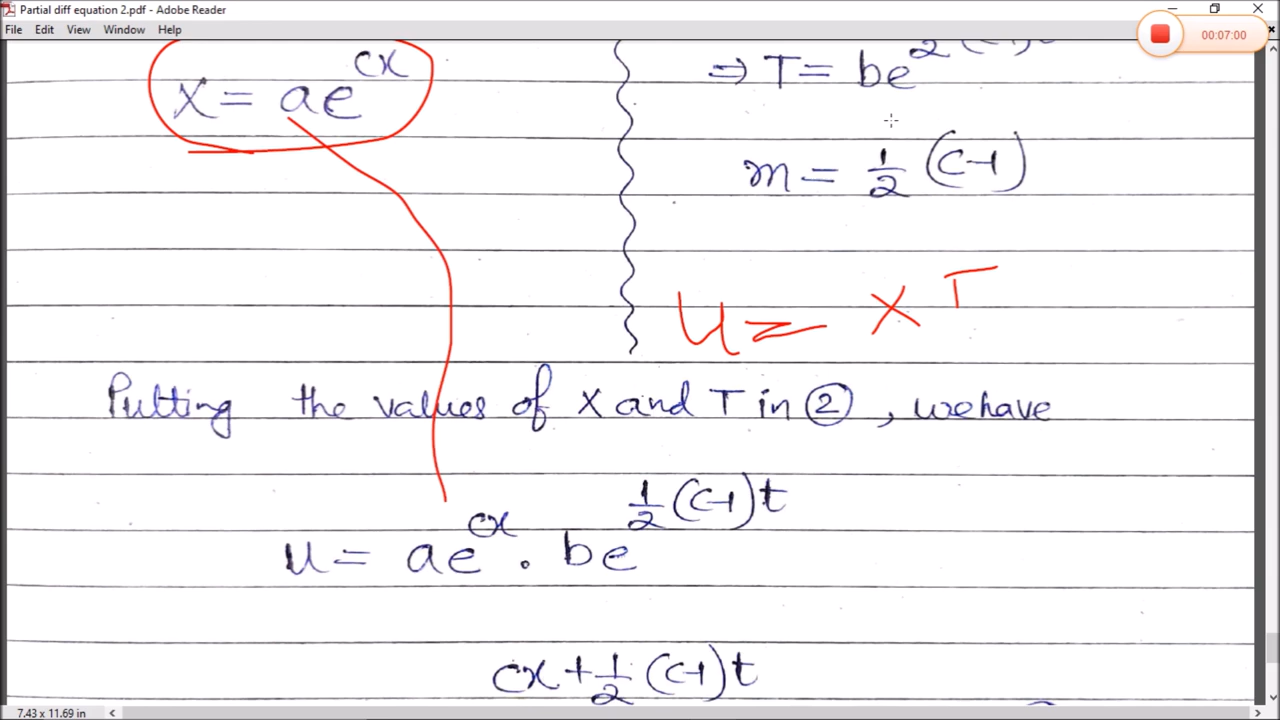 Partial diff equation 2.pdf - Adobe Reader
File Edit View Window Help
00:07:00
X = ae^{cx}
⇒ T = be
m = 1/2 (c-1)
u = X T
Putting the values of X and T in ②, we have
u = ae^{cx} . be^{1/2 (c-1)t}
cx + 1/2 (c-1)t
7.43 x 11.69 in